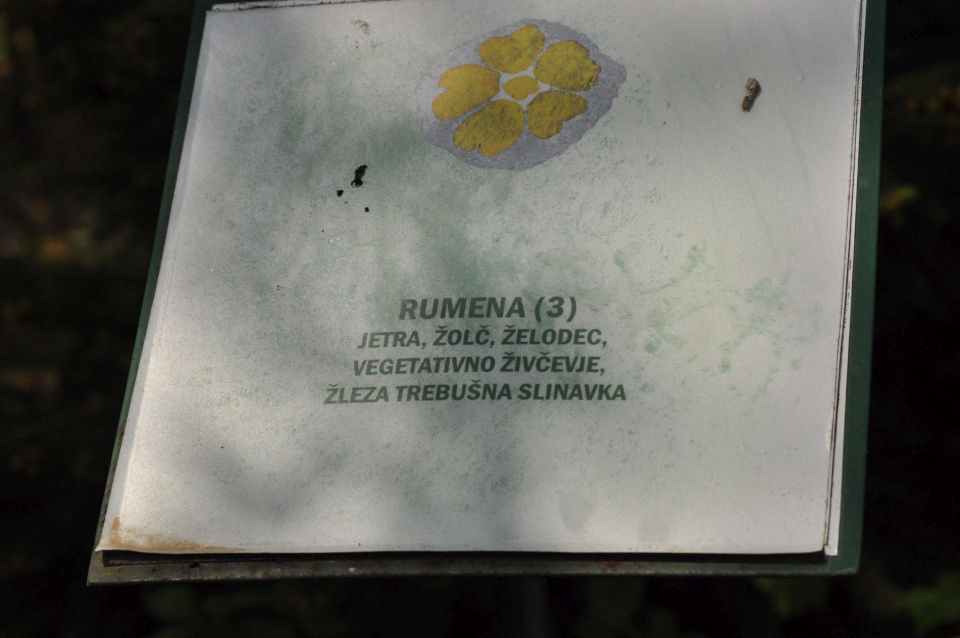 RUMENA (3)
JETRA, ŽOLČ, ŽELODEC,
VEGETATIVNO ŽIVČEVJE,
ŽLEZA TREBUŠNA SLINAVKA